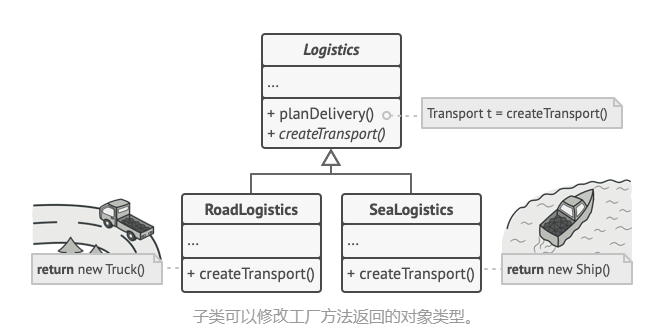 Logistics
...
+ planDelivery()
+ createTransport()
Transport t = createTransport()
RoadLogistics
...
+ createTransport()
return new Truck()
SeaLogistics
...
+ createTransport()
return new Ship()
子类可以修改工厂方法返回的对象类型。